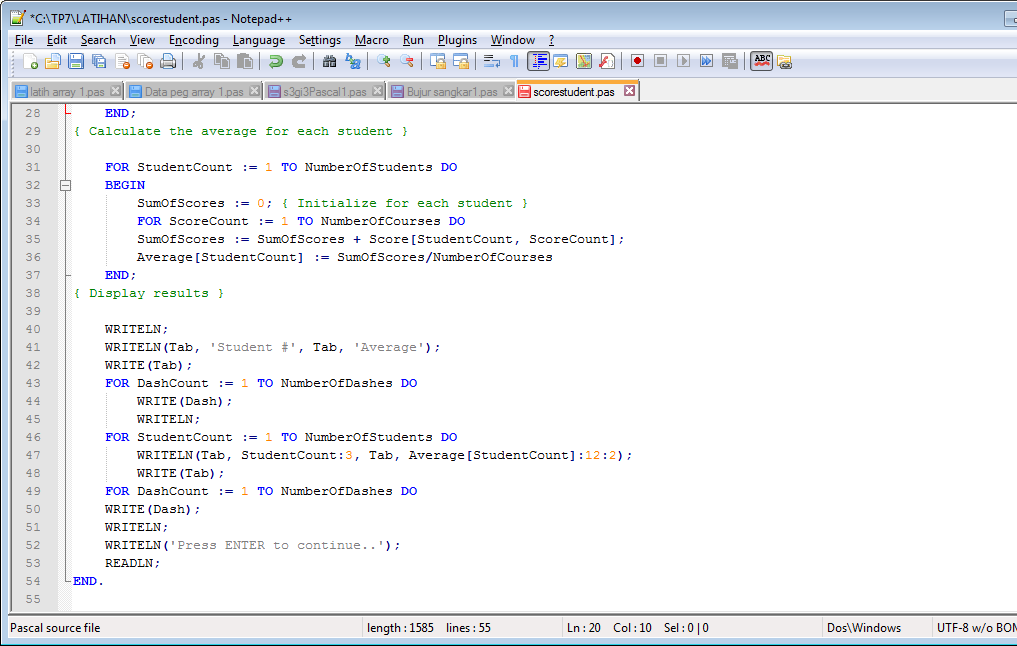 *C:\TP7\LATIHAN\scorestudent.pas - Notepad++
File Edit Search View Encoding Language Settings Macro Run Plugins Window ?
ABC
latih array 1.pas Data peg array 1.pas s3gi3Pascal1.pas Bujur sangkar1.pas scorestudent.pas
28 END;
29 { Calculate the average for each student }
30
31 FOR StudentCount := 1 TO NumberOfStudents DO
32 BEGIN
33 SumOfScores := 0; { Initialize for each student }
34 FOR ScoreCount := 1 TO NumberOfCourses DO
35 SumOfScores := SumOfScores + Score[StudentCount, ScoreCount];
36 Average[StudentCount] := SumOfScores/NumberOfCourses
37 END;
38 { Display results }
39
40 WRITELN;
41 WRITELN(Tab, 'Student #', Tab, 'Average');
42 WRITE(Tab);
43 FOR DashCount := 1 TO NumberOfDashes DO
44 WRITE(Dash);
45 WRITELN;
46 FOR StudentCount := 1 TO NumberOfStudents DO
47 WRITELN(Tab, StudentCount:3, Tab, Average[StudentCount]:12:2);
48 WRITE(Tab);
49 FOR DashCount := 1 TO NumberOfDashes DO
50 WRITE(Dash);
51 WRITELN;
52 WRITELN('Press ENTER to continue..');
53 READLN;
54 END.
55
Pascal source file length : 1585 lines : 55 Ln : 20 Col : 10 Sel : 0 | 0 Dos\Windows UTF-8 w/o BOM